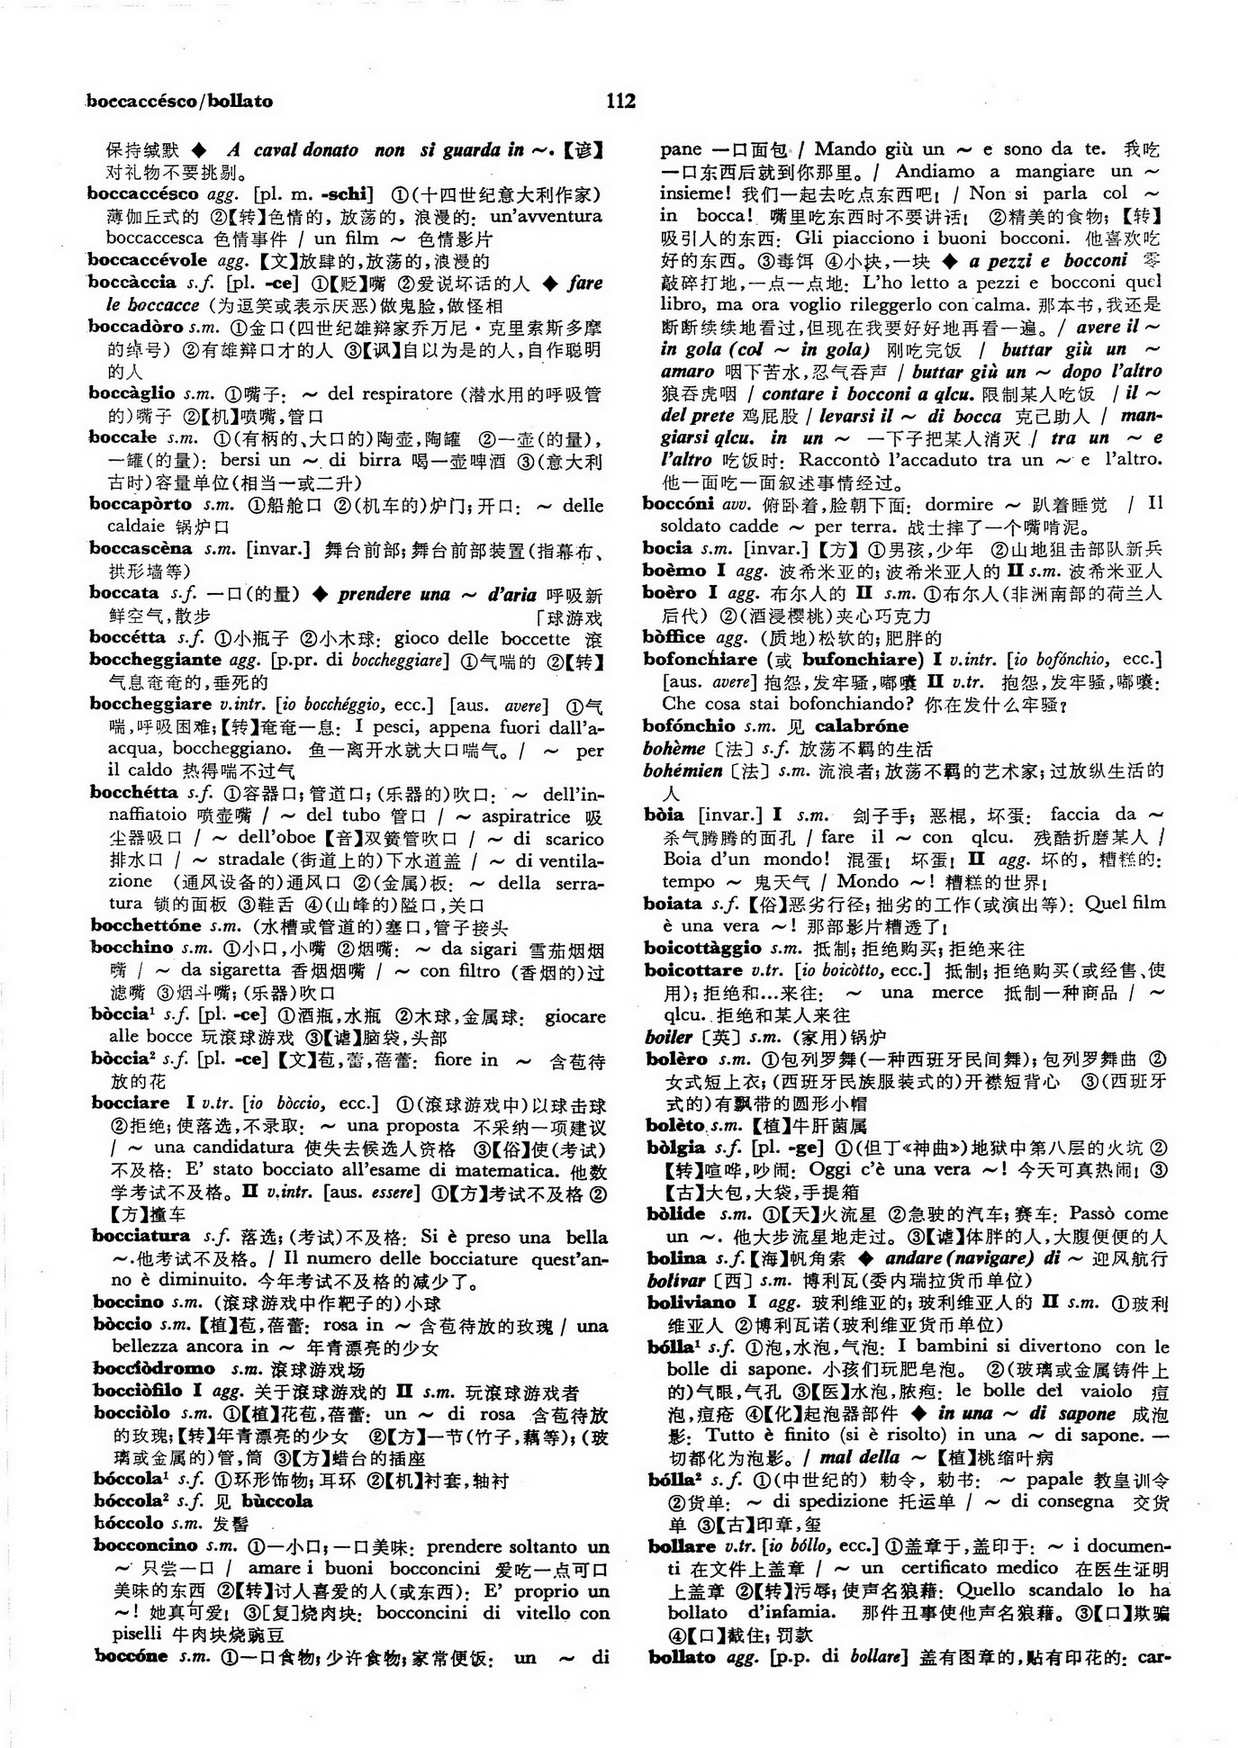 boccaccésco/bollato
112
保持缄默 ◆ A caval donato non si guarda in ～.【谚】
对礼物不要挑剔。
boccaccésco agg. [pl. m. -schi] ①(十四世纪意大利作家)
薄伽丘式的 ②【转】色情的, 放荡的, 浪漫的: un'avventura
boccaccesca 色情事件 / un film ～ 色情影片
boccaccévole agg. 【文】放肆的,放荡的,浪漫的
boccàccia s.f. [pl. -ce] ①【贬】嘴 ②爱说坏话的人 ◆ fare
le boccacce (为逗笑或表示厌恶)做鬼脸,做怪相
boccadòro s.m. ①金口(四世纪雄辩家乔万尼·克里索斯多摩
的绰号) ②有雄辩口才的人 ③【讽】自以为是的人,自作聪明
的人
boccàglio s.m. ①嘴子: ～ del respiratore (潜水用的呼吸管
的)嘴子 ②【机】喷嘴,管口
boccale s.m. ①(有柄的、大口的)陶壶,陶罐 ②一壶(的量),
一罐(的量): bersi un ～ di birra 喝一壶啤酒 ③(意大利
古时)容量单位(相当一或二升)
boccapòrto s.m. ①船舱口 ②(机车的)炉门;开口: ～ delle
caldaie 锅炉口
boccascèna s.m. [invar.] 舞台前部;舞台前部装置(指幕布、
拱形墙等)
boccata s.f. 一口(的量) ◆ prendere una ～ d'aria 呼吸新
鲜空气,散步 「球游戏
boccétta s.f. ①小瓶子 ②小木球: gioco delle boccette 滚
boccheggiante agg. [p.pr. di boccheggiare] ①气喘的 ②【转】
气息奄奄的,垂死的
boccheggiare v.intr. [io bocchéggio, ecc.] [aus. avere] ①气
喘,呼吸困难;【转】奄奄一息: I pesci, appena fuori dall'a-
acqua, boccheggiano. 鱼一离开水就大口喘气。/ ～ per
il caldo 热得喘不过气
bocchétta s.f. ①容器口;管道口;(乐器的)吹口: ～ dell'in-
naffiatoio 喷壶嘴 / ～ del tubo 管口 / ～ aspiratrice 吸
尘器吸口 / ～ dell'oboe【音】双簧管吹口 / ～ di scarico
排水口 / ～ stradale (街道上的)下水道盖 / ～ di ventila-
zione (通风设备的)通风口 ②(金属)板: ～ della serra-
tura 锁的面板 ③鞋舌 ④(山峰的)隘口,关口
bocchettóne s.m. (水槽或管道的)塞口,管子接头
bocchino s.m. ①小口,小嘴 ②烟嘴: ～ da sigari 雪茄烟烟
嘴 / ～ da sigaretta 香烟烟嘴 / ～ con filtro (香烟的)过
滤嘴 ③烟斗嘴;(乐器)吹口
bòccia¹ s.f. [pl. -ce] ①酒瓶,水瓶 ②木球,金属球: giocare
alle bocce 玩滚球游戏 ③【谑】脑袋,头部
bòccia² s.f. [pl. -ce]【文】苞,蕾,蓓蕾: fiore in ～ 含苞待
放的花
bocciare I v.tr. [io bòccio, ecc.] ①(滚球游戏中)以球击球
②拒绝;使落选,不录取: ～ una proposta 不采纳一项建议
/ ～ una candidatura 使失去候选人资格 ③【俗】使(考试)
不及格: E' stato bocciato all'esame di matematica. 他数
学考试不及格。II v.intr. [aus. essere] ①【方】考试不及格②
【方】撞车
bocciatura s.f. 落选;(考试)不及格: Si è preso una bella
～.他考试不及格。/ Il numero delle bocciature quest'an-
no è diminuito. 今年考试不及格的减少了。
boccino s.m. (滚球游戏中作靶子的)小球
bòccio s.m.【植】苞,蓓蕾: rosa in ～ 含苞待放的玫瑰 / una
bellezza ancora in ～ 年青漂亮的少女
bocciòdromo s.m. 滚球游戏场
bocciòfilo I agg. 关于滚球游戏的 II s.m. 玩滚球游戏者
bocciòlo s.m. ①【植】花苞,蓓蕾: un ～ di rosa 含苞待放
的玫瑰;【转】年青漂亮的少女 ②【方】一节(竹子,藕等);(玻
璃或金属的)管,筒 ③【方】蜡台的插座
bóccola¹ s.f. ①环形饰物;耳环 ②【机】衬套,轴衬
bóccola² s.f. 见 bùccola
bóccolo s.m. 发髻
bocconcino s.m. ①一小口;一口美味: prendere soltanto un
～ 只尝一口 / amare i buoni bocconcini 爱吃一点可口
美味的东西 ②【转】讨人喜爱的人(或东西): E' proprio un
～! 她真可爱! ③[复]烧肉块: bocconcini di vitello con
piselli 牛肉块烧豌豆
boccóne s.m. ①一口食物;少许食物;家常便饭: un ～ di
pane 一口面包 / Mando giù un ～ e sono da te. 我吃
一口东西后就到你那里。/ Andiamo a mangiare un ～
insieme! 我们一起去吃点东西吧! / Non si parla col ～
in bocca! 嘴里吃东西时不要讲话! ②精美的食物;【转】
吸引人的东西: Gli piacciono i buoni bocconi. 他喜欢吃
好的东西。③毒饵 ④小抉,一块 ◆ a pezzi e bocconi 零
敲碎打地,一点一点地: L'ho letto a pezzi e bocconi quel
libro, ma ora voglio rileggerlo con calma. 那本书,我还是
断断续续地看过,但现在我要好好地再看一遍。/ avere il ～
in gola (col ～ in gola) 刚吃完饭 / buttar giù un ～
amaro 咽下苦水,忍气吞声 / buttar giù un ～ dopo l'altro
狼吞虎咽 / contare i bocconi a qlcu. 限制某人吃饭 / il ～
del prete 鸡屁股 / levarsi il ～ di bocca 克己助人 / man-
giarsi qlcu. in un ～ 一下子把某人消灭 / tra un ～ e
l'altro 吃饭时: Raccontò l'accaduto tra un ～ e l'altro.
他一面吃一面叙述事情经过。
boccóni avv. 俯卧着,脸朝下面: dormire ～ 趴着睡觉 / Il
soldato cadde ～ per terra. 战士摔了一个嘴啃泥。
bocia s.m. [invar.]【方】①男孩,少年 ②山地狙击部队新兵
boèmo I agg. 波希米亚的;波希米亚人的 II s.m. 波希米亚人
boèro I agg. 布尔人的 II s.m. ①布尔人(非洲南部的荷兰人
后代) ②(酒浸樱桃)夹心巧克力
bòffice agg. (质地)松软的;肥胖的
bofonchiare (或 bufonchiare) I v.intr. [io bofónchio, ecc.]
[aus. avere] 抱怨,发牢骚,嘟囔 II v.tr. 抱怨,发牢骚,嘟囔:
Che cosa stai bofonchiando? 你在发什么牢骚?
bofónchio s.m. 见 calabróne
bohème〔法〕s.f. 放荡不羁的生活
bohémien〔法〕s.m. 流浪者;放荡不羁的艺术家;过放纵生活的
人
bòia [invar.] I s.m. 刽子手; 恶棍, 坏蛋: faccia da ～
杀气腾腾的面孔 / fare il ～ con qlcu. 残酷折磨某人 /
Boia d'un mondo! 混蛋! 坏蛋! II agg. 坏的, 糟糕的:
tempo ～ 鬼天气 / Mondo ～! 糟糕的世界!
boiata s.f.【俗】恶劣行径;拙劣的工作(或演出等): Quel film
è una vera ～! 那部影片糟透了!
boicottàggio s.m. 抵制;拒绝购买;拒绝来往
boicottare v.tr. [io boicòtto, ecc.] 抵制;拒绝购买(或经售、使
用);拒绝和…来往: ～ una merce 抵制一种商品 / ～
qlcu. 拒绝和某人来往
boiler〔英〕s.m. (家用)锅炉
bolèro s.m. ①包列罗舞(一种西班牙民间舞);包列罗舞曲 ②
女式短上衣;(西班牙民族服装式的)开襟短背心 ③(西班牙
式的)有飘带的圆形小帽
bolèto s.m.【植】牛肝菌属
bòlgia s.f. [pl. -ge] ①(但丁《神曲》)地狱中第八层的火坑 ②
【转】喧哗,吵闹: Oggi c'è una vera ～! 今天可真热闹! ③
【古】大包,大袋,手提箱
bòlide s.m. ①【天】火流星 ②急驶的汽车;赛车: Passò come
un ～. 他大步流星地走过。③【谑】体胖的人,大腹便便的人
bolina s.f.【海】帆角索 ◆ andare (navigare) di ～ 迎风航行
bolivar〔西〕s.m. 博利瓦(委内瑞拉货币单位)
boliviano I agg. 玻利维亚的;玻利维亚人的 II s.m. ①玻利
维亚人 ②博利瓦诺(玻利维亚货币单位)
bólla¹ s.f. ①泡,水泡,气泡: I bambini si divertono con le
bolle di sapone. 小孩们玩肥皂泡。 ②(玻璃或金属铸件上
的)气眼,气孔 ③【医】水泡,脓疱: le bolle del vaiolo 痘
泡,痘疮 ④【化】起泡器部件 ◆ in una ～ di sapone 成泡
影: Tutto è finito (si è risolto) in una ～ di sapone. 一
切都化为泡影。/ mal della ～【植】桃缩叶病
bólla² s.f. ①(中世纪的) 勅令, 勅书: ～ papale 教皇训令
②货单: ～ di spedizione 托运单 / ～ di consegna 交货
单 ③【古】印章,玺
bollare v.tr. [io bóllo, ecc.] ①盖章于,盖印于: ～ i documen-
ti 在文件上盖章 / ～ un certificato medico 在医生证明
上盖章 ②【转】污辱;使声名狼藉: Quello scandalo lo ha
bollato d'infamia. 那件丑事使他声名狼藉。③【口】欺骗
④【口】截住;罚款
bollato agg. [p.p. di bollare] 盖有图章的,贴有印花的: car-